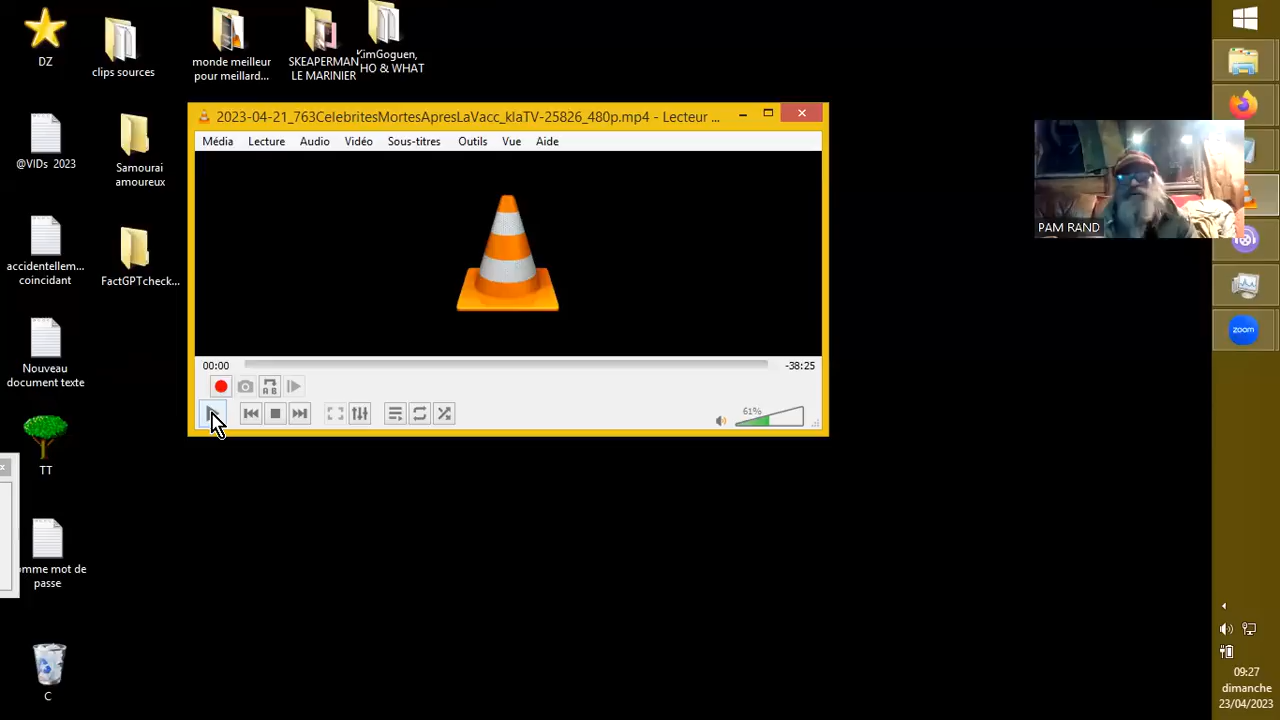 DZ
clips sources
monde meilleur
pour meillard...
SKEAPERMAN
LE MARINIER
KimGoguen,
HO & WHAT
@VIDs 2023
Samourai
amoureux
accidentellem...
coincidant
FactGPTcheck...
Nouveau
document texte
TT
omme mot de
passe
C
2023-04-21_763CelebritesMortesApresLaVacc_klaTV-25826_480p.mp4 - Lecteur ...
Média Lecture Audio Vidéo Sous-titres Outils Vue Aide
00:00
-38:25
A B
61%
PAM RAND
zoom
09:27
dimanche
23/04/2023